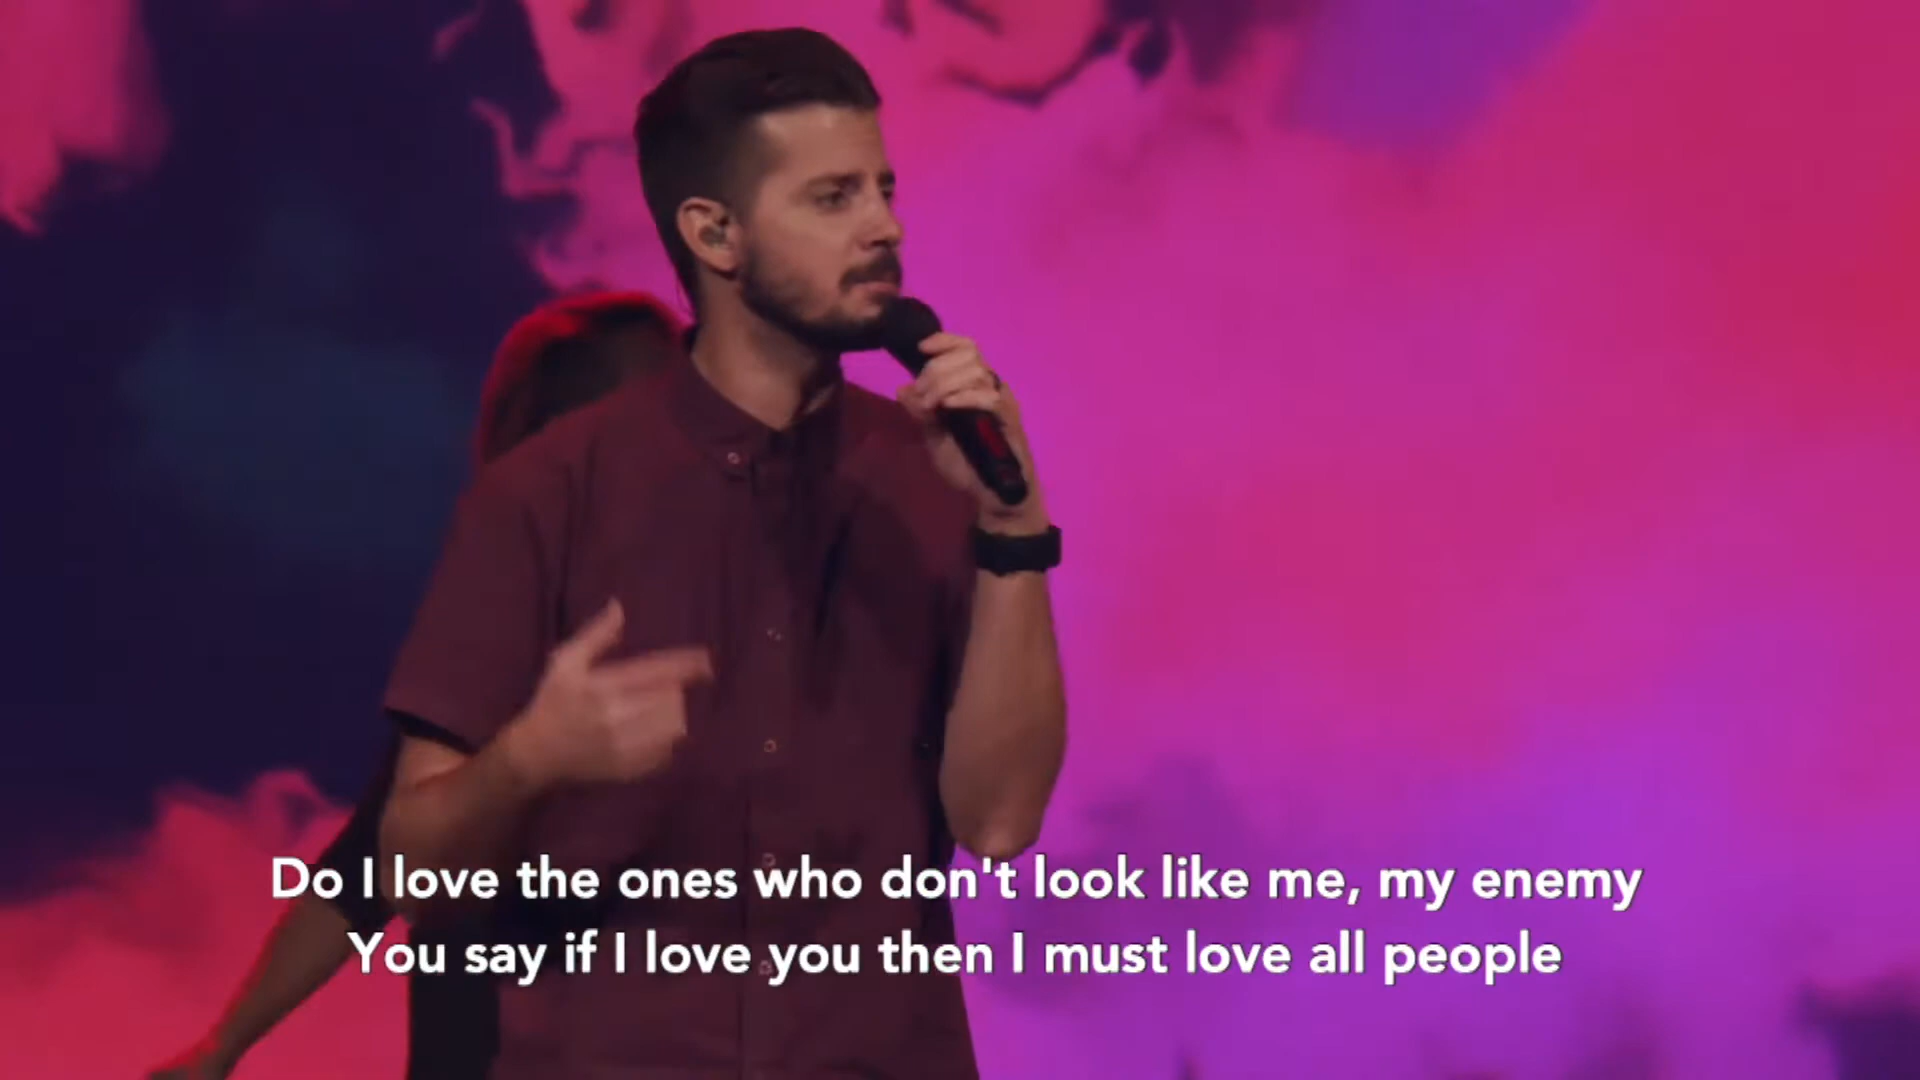 Do I love the ones who don't look like me, my enemy
You say if I love you then I must love all people